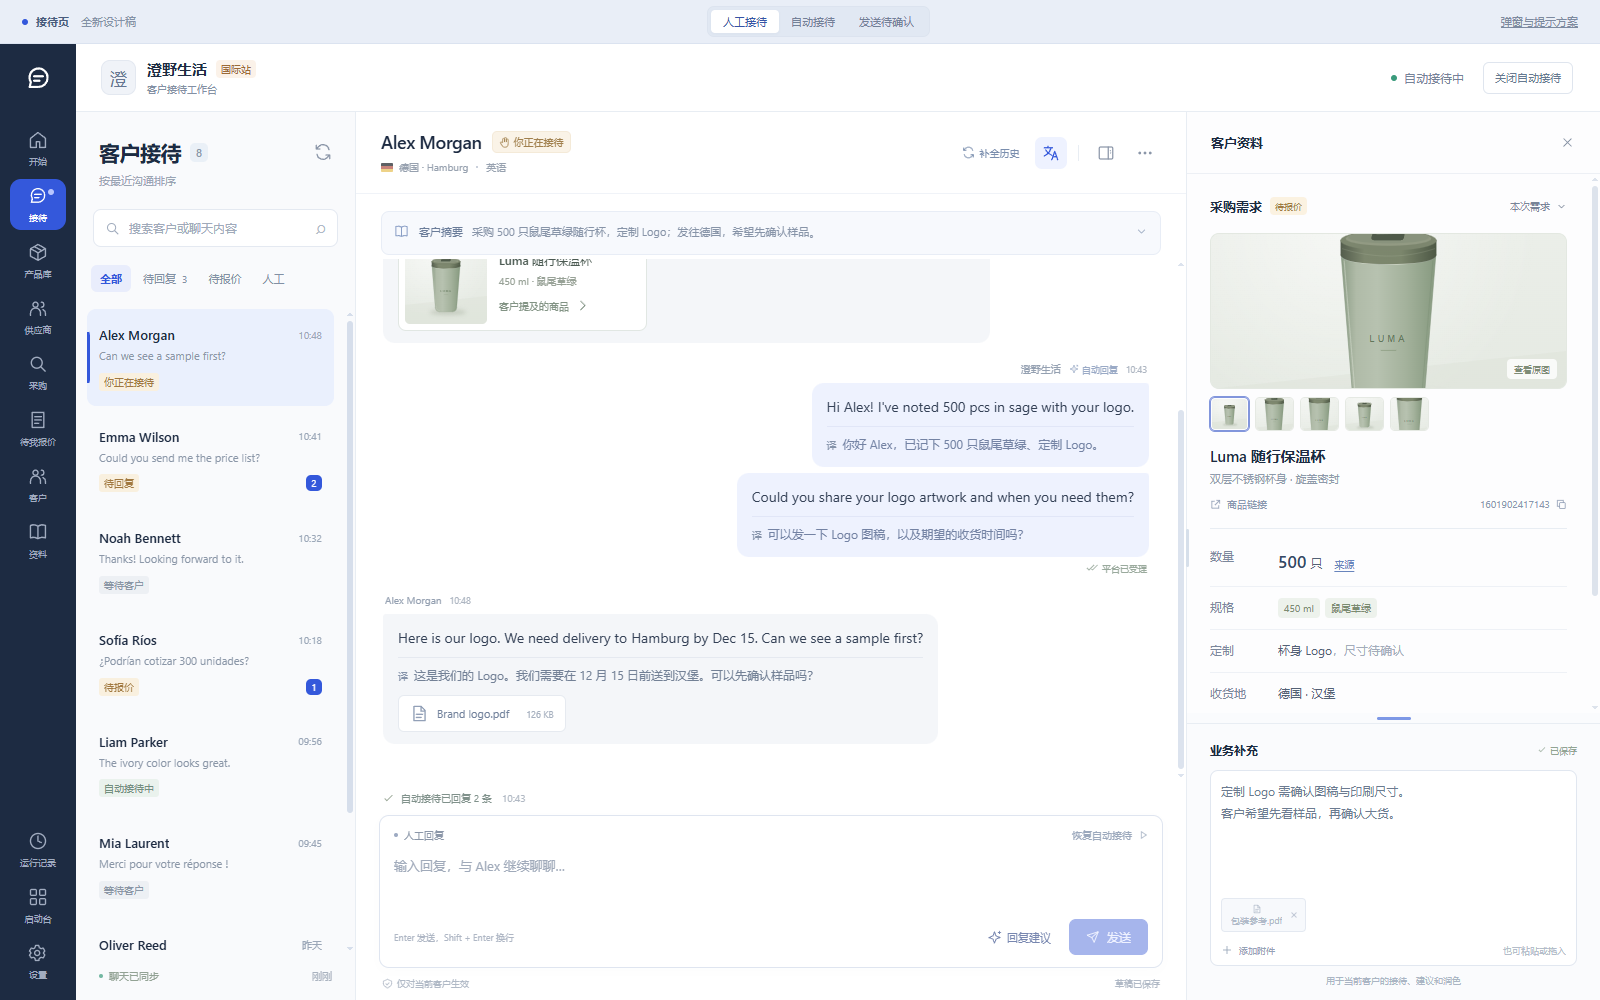 接待页 全新设计稿
人工接待 自动接待 发送待确认
弹窗与提示方案
澄
澄野生活 国际站
客户接待工作台
自动接待中 关闭自动接待
开始
接待
产品库
供应商
采购
待我报价
客户
资料
运行记录
启动台
设置
客户接待 8
按最近沟通排序
搜索客户或聊天内容
全部 待回复 3 待报价 人工
Alex Morgan 10:48
Can we see a sample first?
你正在接待
Emma Wilson 10:41
Could you send me the price list?
待回复 2
Noah Bennett 10:32
Thanks! Looking forward to it.
等待客户
Sofía Ríos 10:18
¿Podrían cotizar 300 unidades?
待报价 1
Liam Parker 09:56
The ivory color looks great.
自动接待中
Mia Laurent 09:45
Merci pour votre réponse !
等待客户
Oliver Reed 昨天
聊天已同步 刚刚
Alex Morgan 你正在接待
德国 · Hamburg · 英语
补全历史
客户摘要 采购 500 只鼠尾草绿随行杯，定制 Logo；发往德国，希望先确认样品。
Luma 随行保温杯
450 ml · 鼠尾草绿
客户提及的商品
澄野生活 自动回复 10:43
Hi Alex! I've noted 500 pcs in sage with your logo.
译 你好 Alex，已记下 500 只鼠尾草绿、定制 Logo。
Could you share your logo artwork and when you need them?
译 可以发一下 Logo 图稿，以及期望的收货时间吗？
平台已受理
Alex Morgan 10:48
Here is our logo. We need delivery to Hamburg by Dec 15. Can we see a sample first?
译 这是我们的 Logo。我们需要在 12 月 15 日前送到汉堡。可以先确认样品吗？
Brand logo.pdf 126 KB
自动接待已回复 2 条 10:43
人工回复 恢复自动接待
输入回复，与 Alex 继续聊聊...
Enter 发送，Shift + Enter 换行
回复建议 发送
仅对当前客户生效 草稿已保存
客户资料
采购需求 待报价 本次需求
LUMA
查看原图
Luma 随行保温杯
双层不锈钢杯身 · 旋盖密封
商品链接 1601902417143
数量 500 只 来源
规格 450 ml 鼠尾草绿
定制 杯身 Logo，尺寸待确认
收货地 德国 · 汉堡
业务补充 已保存
定制 Logo 需确认图稿与印刷尺寸。
客户希望先看样品，再确认大货。
包装参考.pdf
添加附件 也可粘贴或拖入
用于当前客户的接待、建议和润色